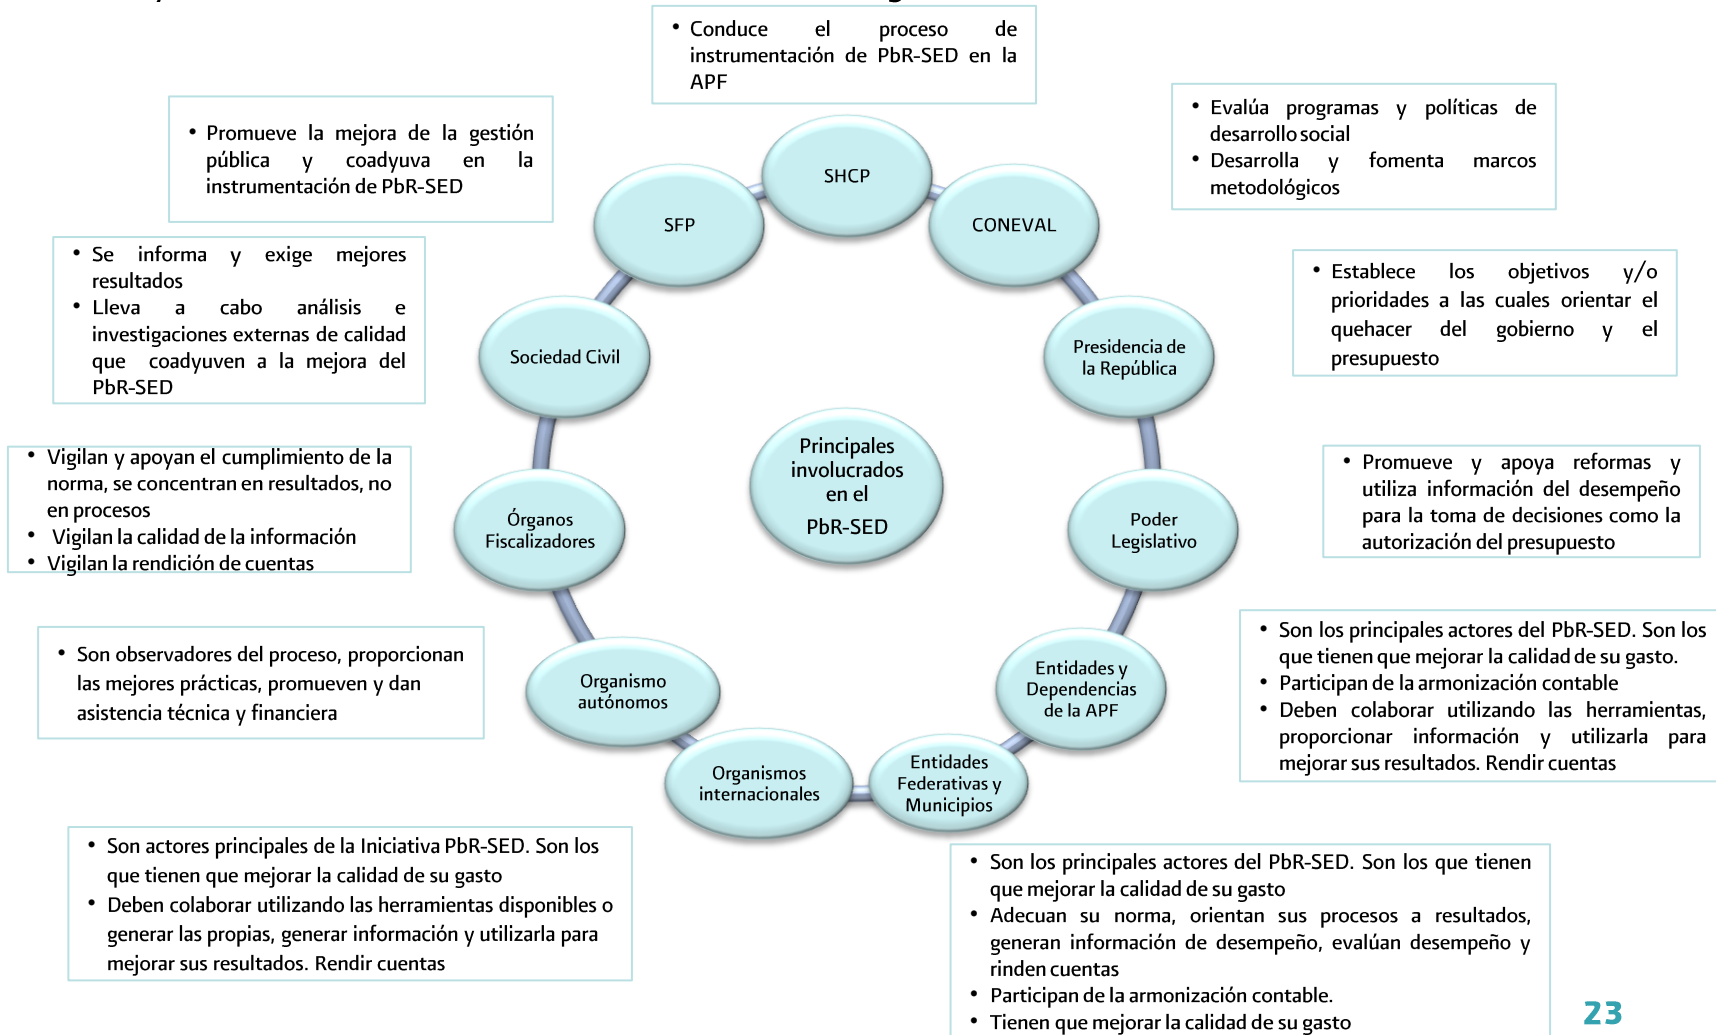 • Conduce el proceso de
instrumentación de PbR-SED en la
APF
• Promueve la mejora de la gestión
pública y coadyuva en la
instrumentación de PbR-SED
• Evalúa programas y políticas de
desarrollo social
• Desarrolla y fomenta marcos
metodológicos
SHCP
SFP
CONEVAL
• Se informa y exige mejores
resultados
• Lleva a cabo análisis e
investigaciones externas de calidad
que coadyuven a la mejora del
PbR-SED
• Establece los objetivos y/o
prioridades a las cuales orientar el
quehacer del gobierno y el
presupuesto
Sociedad Civil
Presidencia de
la República
Principales
involucrados
en el
PbR-SED
• Vigilan y apoyan el cumplimiento de la
norma, se concentran en resultados, no
en procesos
• Vigilan la calidad de la información
• Vigilan la rendición de cuentas
Órganos
Fiscalizadores
Poder
Legislativo
• Promueve y apoya reformas y
utiliza información del desempeño
para la toma de decisiones como la
autorización del presupuesto
• Son observadores del proceso, proporcionan
las mejores prácticas, promueven y dan
asistencia técnica y financiera
Organismo
autónomos
Entidades y
Dependencias
de la APF
• Son los principales actores del PbR-SED. Son los
que tienen que mejorar la calidad de su gasto.
• Participan de la armonización contable
• Deben colaborar utilizando las herramientas,
proporcionar información y utilizarla para
mejorar sus resultados. Rendir cuentas
Organismos
internacionales
Entidades
Federativas y
Municipios
• Son actores principales de la Iniciativa PbR-SED. Son los
que tienen que mejorar la calidad de su gasto
• Deben colaborar utilizando las herramientas disponibles o
generar las propias, generar información y utilizarla para
mejorar sus resultados. Rendir cuentas
• Son los principales actores del PbR-SED. Son los que tienen
que mejorar la calidad de su gasto
• Adecuan su norma, orientan sus procesos a resultados,
generan información de desempeño, evalúan desempeño y
rinden cuentas
• Participan de la armonización contable.
• Tienen que mejorar la calidad de su gasto
23